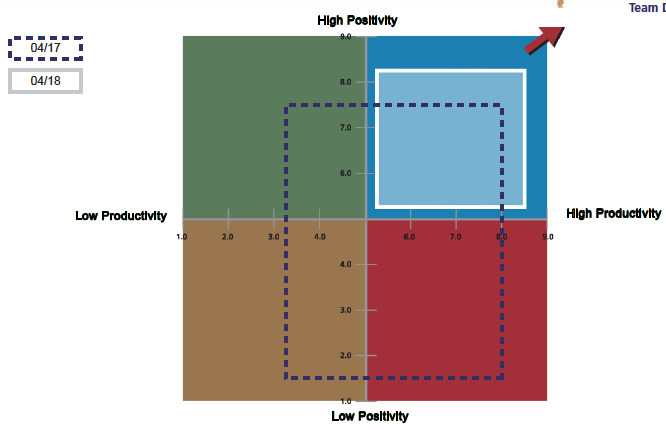 Team D
High Positivity
04/17
04/18
9.0
8.0
7.0
6.0
Low Productivity
High Productivity
1.0 2.0 3.0 4.0 6.0 7.0 8.0 9.0
4.0
3.0
2.0
1.0
Low Positivity